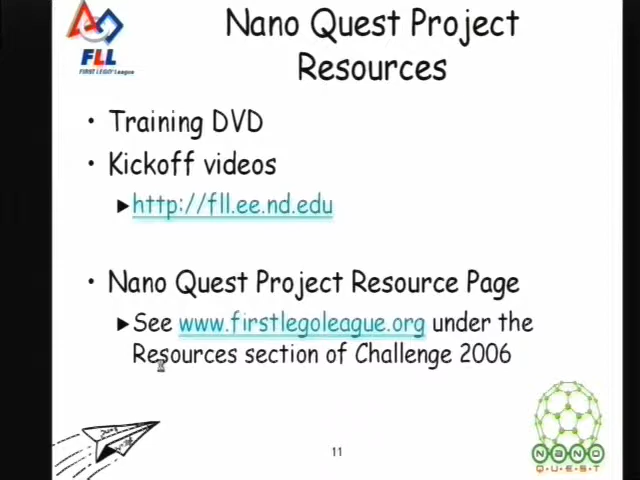 Nano Quest Project
Resources
FLL
FIRST LEGO League
• Training DVD
• Kickoff videos
http://fll.ee.nd.edu
• Nano Quest Project Resource Page
See www.firstlegoleague.org under the
Resources section of Challenge 2006
11
NANO
QUEST